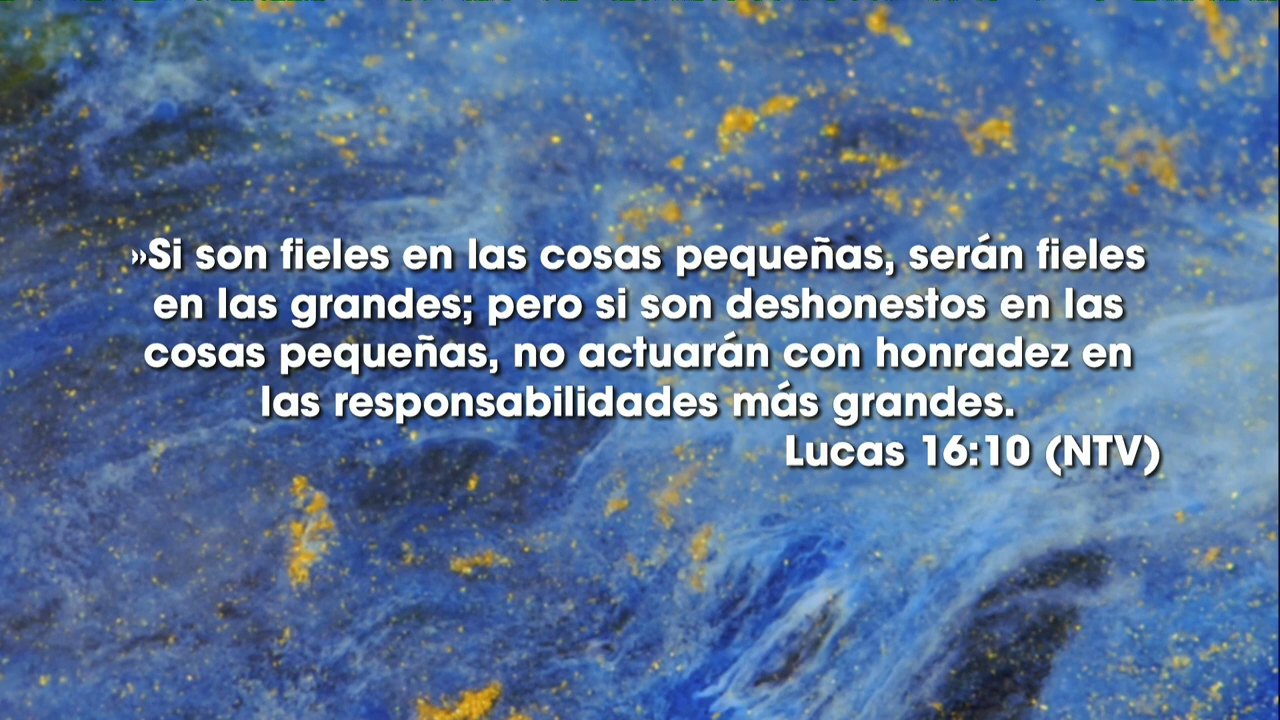 »Si son fieles en las cosas pequeñas, serán fieles
en las grandes; pero si son deshonestos en las
cosas pequeñas, no actuarán con honradez en
las responsabilidades más grandes.
Lucas 16:10 (NTV)